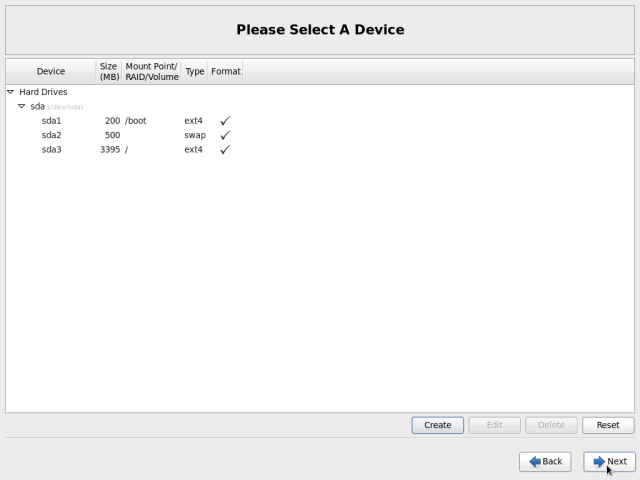 Please Select A Device
Device Size (MB) Mount Point/ RAID/Volume Type Format
Hard Drives
sda (/dev/sda)
sda1 200 /boot ext4 ✓
sda2 500 swap ✓
sda3 3395 / ext4 ✓
Create Edit Delete Reset
Back Next